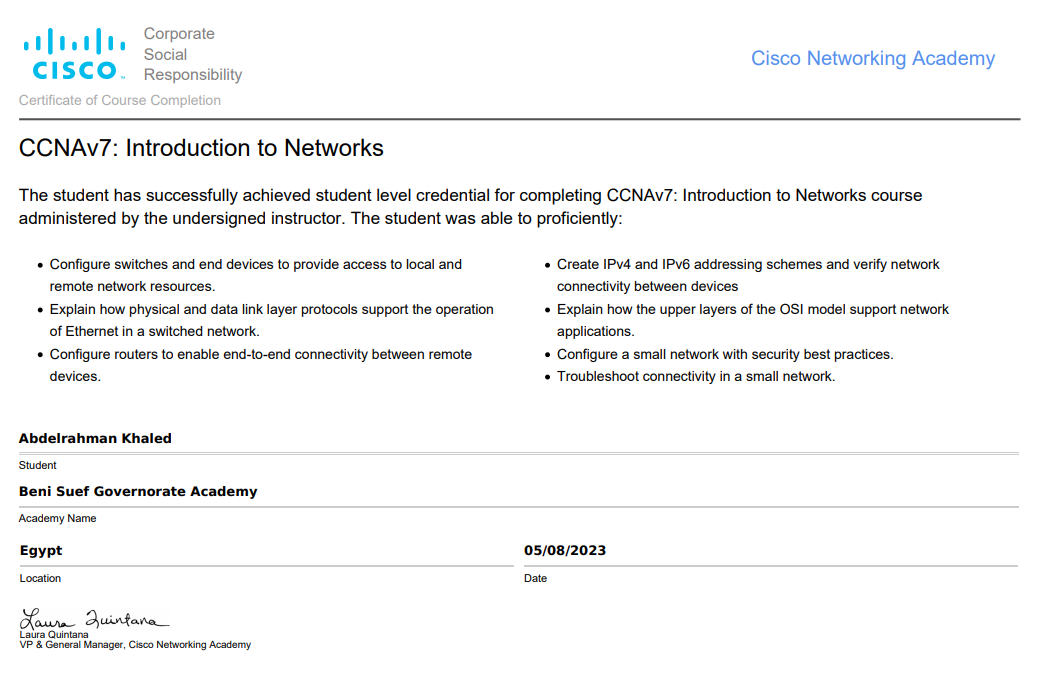 Corporate
Social
Responsibility
CISCO™
Cisco Networking Academy
Certificate of Course Completion
CCNAv7: Introduction to Networks
The student has successfully achieved student level credential for completing CCNAv7: Introduction to Networks course
administered by the undersigned instructor. The student was able to proficiently:
• Configure switches and end devices to provide access to local and
remote network resources.
• Explain how physical and data link layer protocols support the operation
of Ethernet in a switched network.
• Configure routers to enable end-to-end connectivity between remote
devices.
• Create IPv4 and IPv6 addressing schemes and verify network
connectivity between devices
• Explain how the upper layers of the OSI model support network
applications.
• Configure a small network with security best practices.
• Troubleshoot connectivity in a small network.
Abdelrahman Khaled
Student
Beni Suef Governorate Academy
Academy Name
Egypt
Location
05/08/2023
Date
Laura Quintana
Laura Quintana
VP & General Manager, Cisco Networking Academy